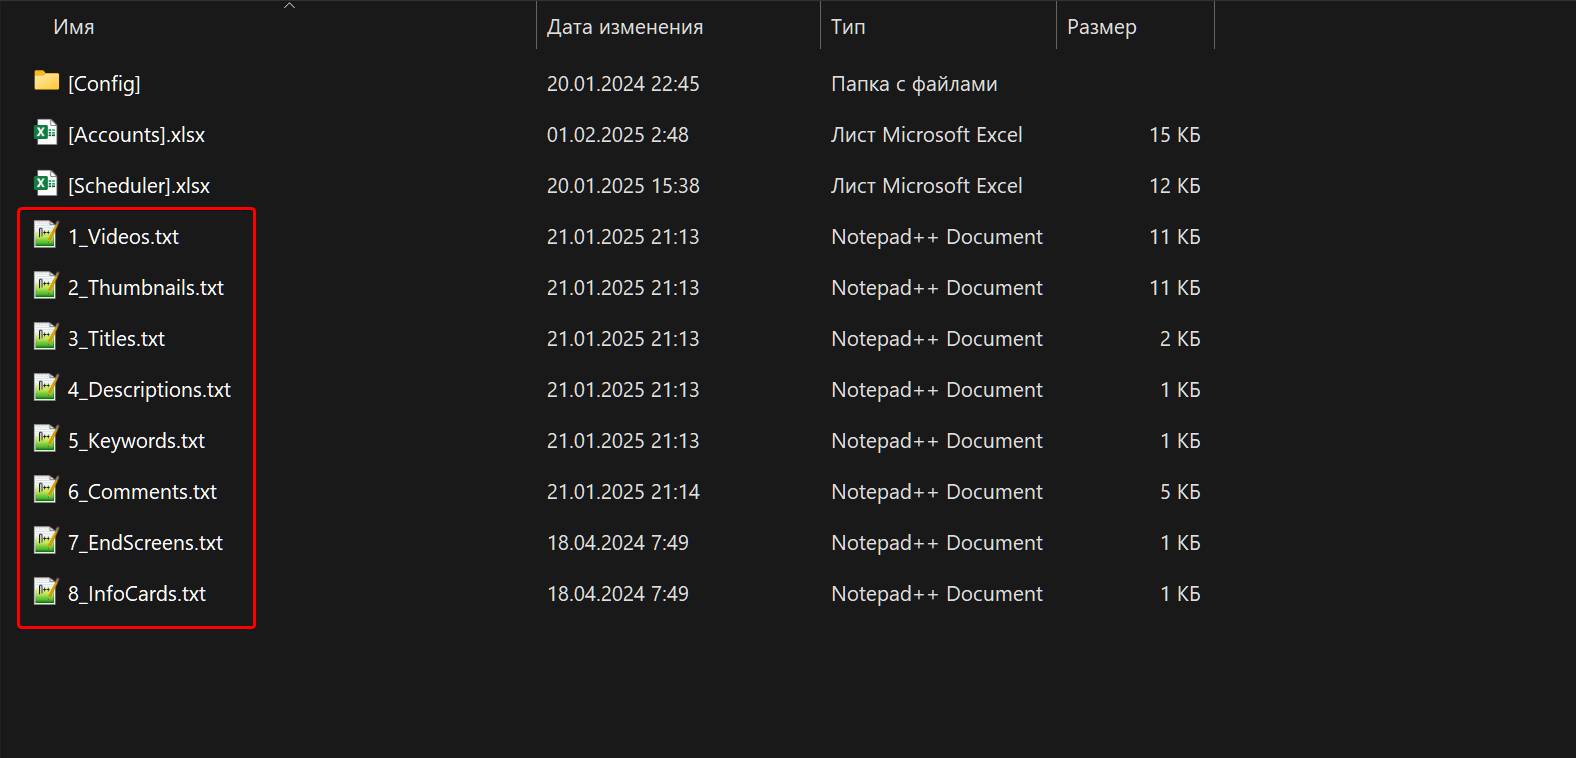 Имя Дата изменения Тип Размер
[Config] 20.01.2024 22:45 Папка с файлами
[Accounts].xlsx 01.02.2025 2:48 Лист Microsoft Excel 15 КБ
[Scheduler].xlsx 20.01.2025 15:38 Лист Microsoft Excel 12 КБ
1_Videos.txt 21.01.2025 21:13 Notepad++ Document 11 КБ
2_Thumbnails.txt 21.01.2025 21:13 Notepad++ Document 11 КБ
3_Titles.txt 21.01.2025 21:13 Notepad++ Document 2 КБ
4_Descriptions.txt 21.01.2025 21:13 Notepad++ Document 1 КБ
5_Keywords.txt 21.01.2025 21:13 Notepad++ Document 1 КБ
6_Comments.txt 21.01.2025 21:14 Notepad++ Document 5 КБ
7_EndScreens.txt 18.04.2024 7:49 Notepad++ Document 1 КБ
8_InfoCards.txt 18.04.2024 7:49 Notepad++ Document 1 КБ